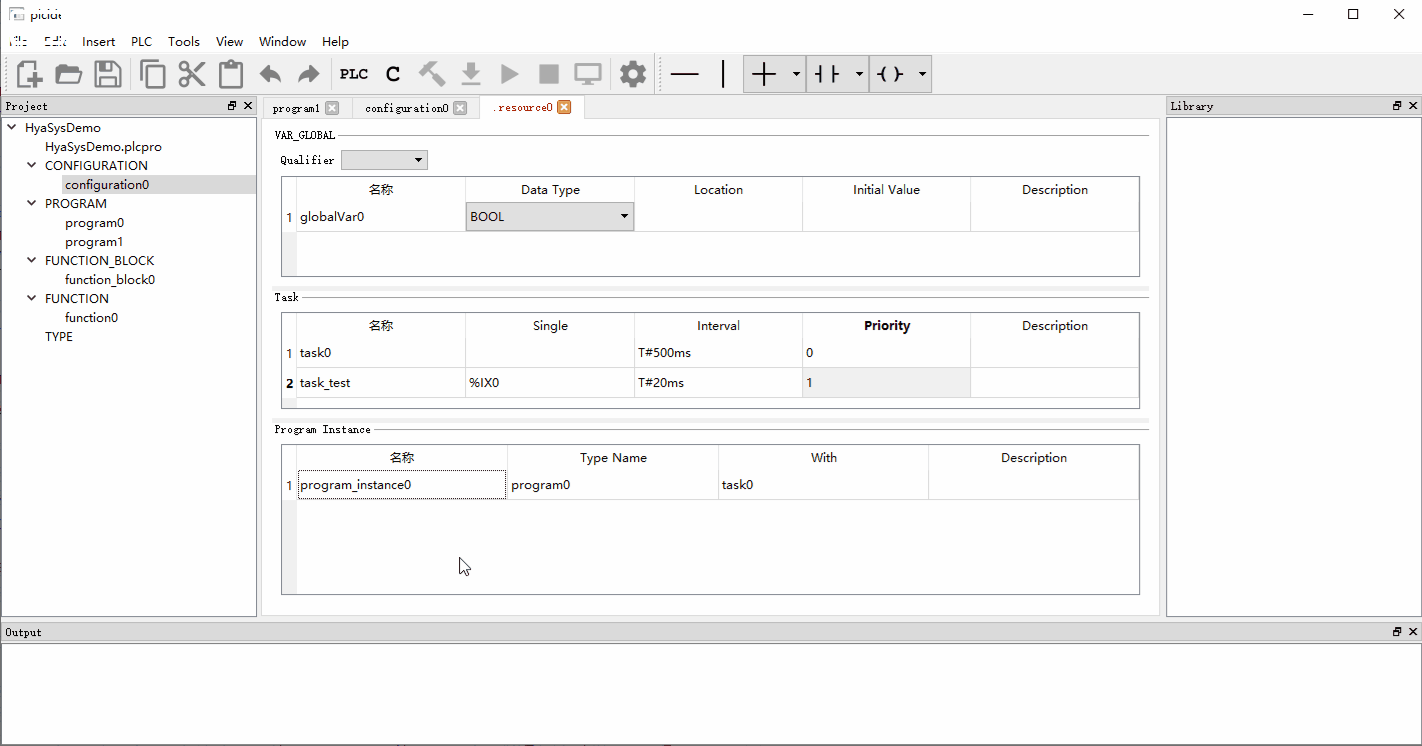 Insert PLC Tools View Window Help
PLC C
Project
program1 configuration0 .resource0
Library
HyaSysDemo
HyaSysDemo.plcpro
CONFIGURATION
configuration0
PROGRAM
program0
program1
FUNCTION_BLOCK
function_block0
FUNCTION
function0
TYPE
VAR_GLOBAL
Qualifier
名称 Data Type Location Initial Value Description
1 globalVar0 BOOL
Task
名称 Single Interval Priority Description
1 task0 T#500ms 0
2 task_test %IX0 T#20ms 1
Program Instance
名称 Type Name With Description
1 program_instance0 program0 task0
Output